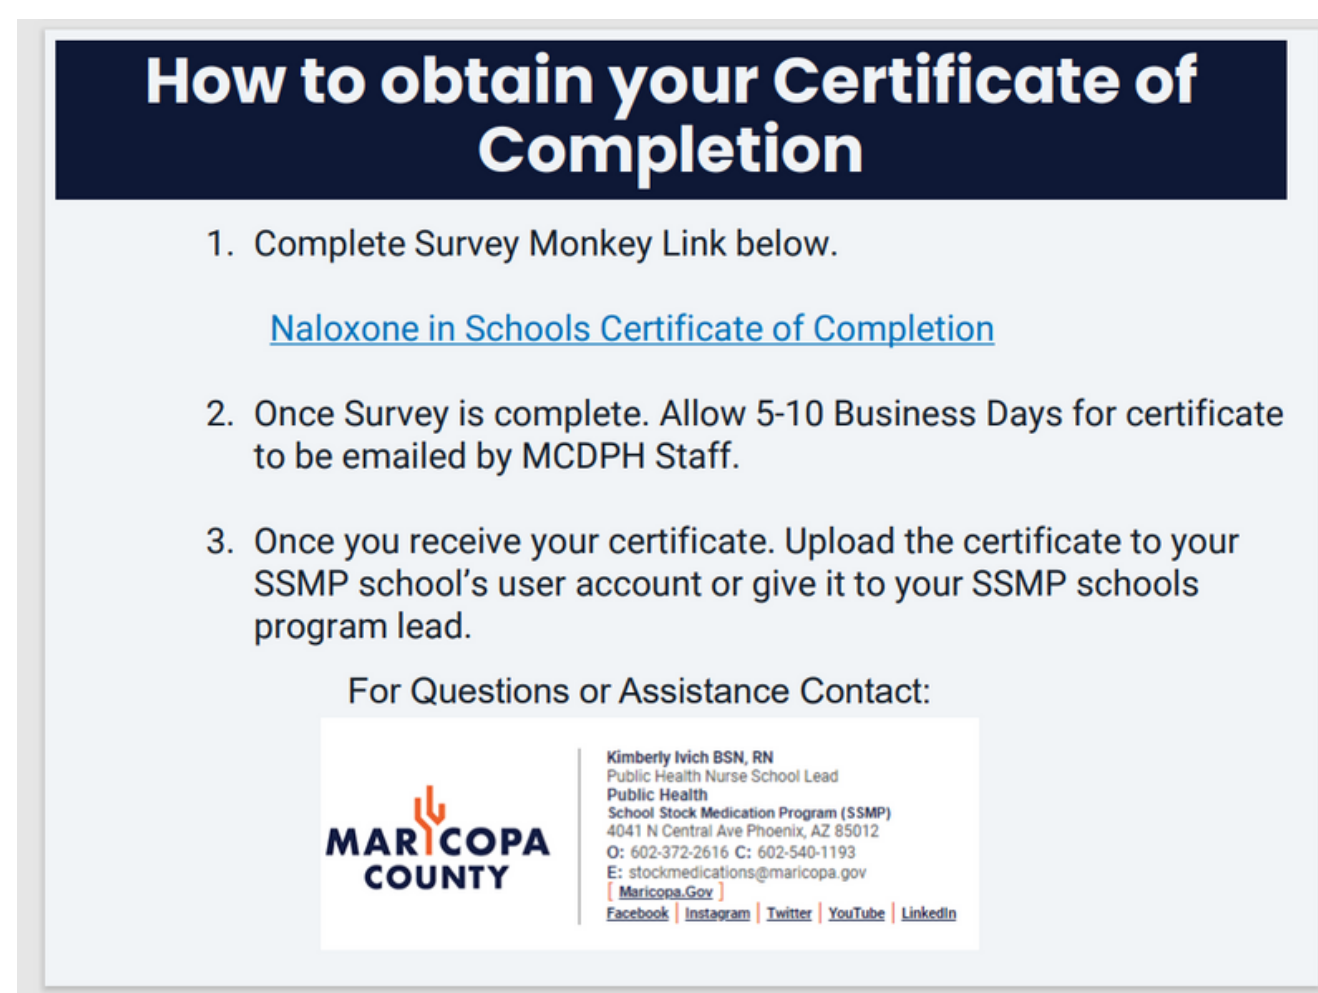 How to obtain your Certificate of
Completion
1. Complete Survey Monkey Link below.
Naloxone in Schools Certificate of Completion
2. Once Survey is complete. Allow 5-10 Business Days for certificate
to be emailed by MCDPH Staff.
3. Once you receive your certificate. Upload the certificate to your
SSMP school's user account or give it to your SSMP schools
program lead.
For Questions or Assistance Contact:
MARICOPA
COUNTY
Kimberly Ivich BSN, RN
Public Health Nurse School Lead
Public Health
School Stock Medication Program (SSMP)
4041 N Central Ave Phoenix, AZ 85012
O: 602-372-2616 C: 602-540-1193
E: stockmedications@maricopa.gov
[ Maricopa.Gov ]
Facebook | Instagram | Twitter | YouTube | LinkedIn